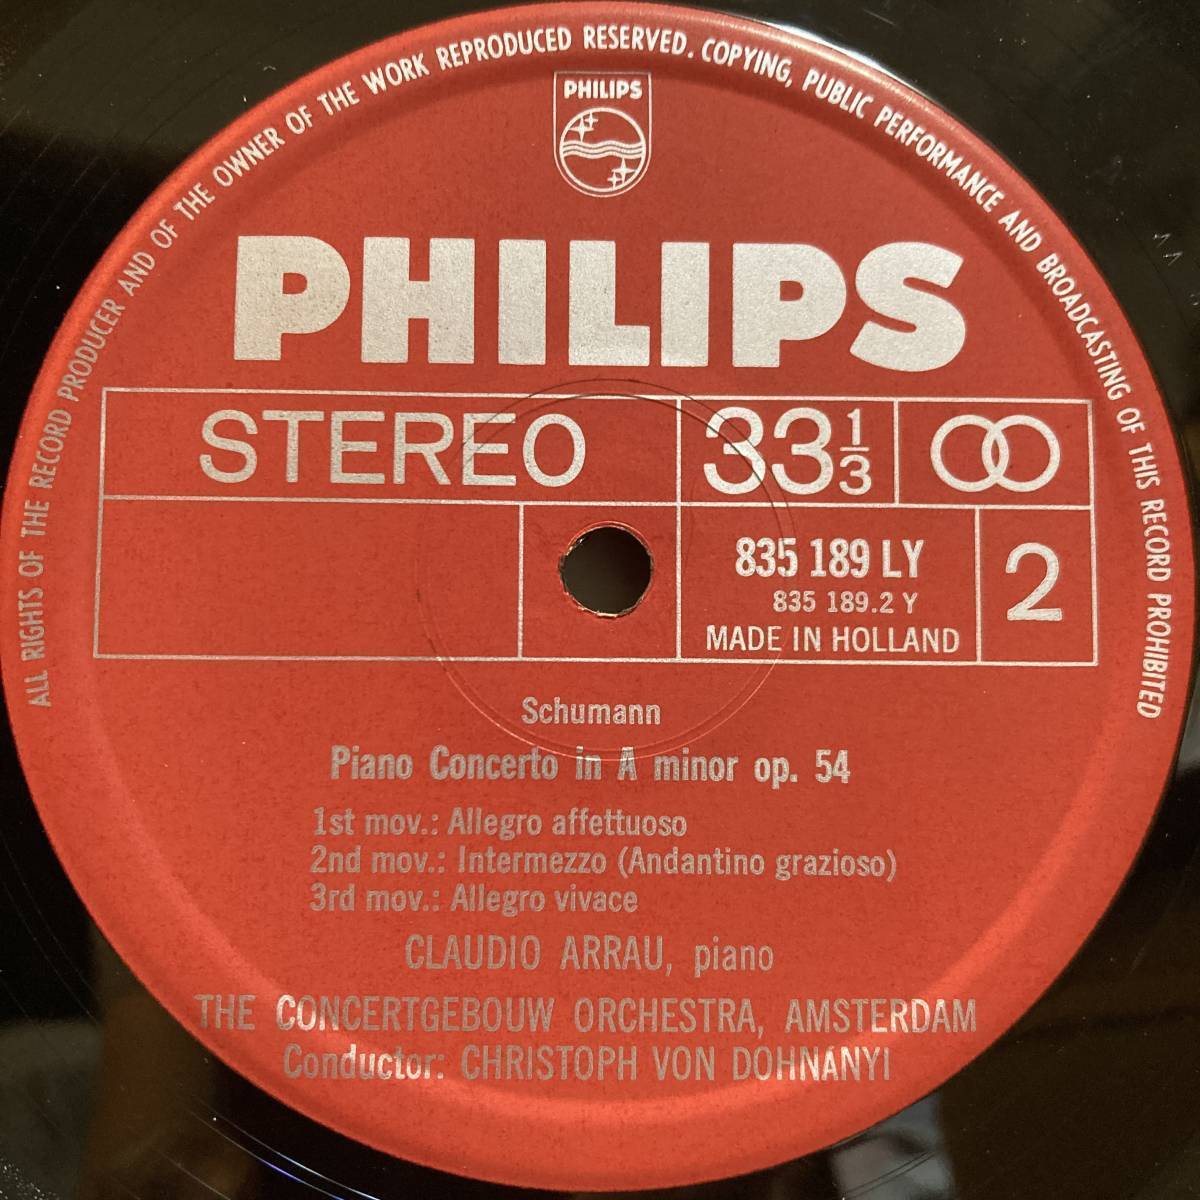 ALL RIGHTS OF THE RECORD PRODUCER AND OF THE OWNER OF THE WORK REPRODUCED RESERVED. COPYING, PUBLIC PERFORMANCE AND BROADCASTING OF THIS RECORD PROHIBITED
PHILIPS
PHILIPS
STEREO 33 1/3
835 189 LY
835 189.2 Y
MADE IN HOLLAND
2
Schumann
Piano Concerto in A minor op. 54
1st mov.: Allegro affettuoso
2nd mov.: Intermezzo (Andantino grazioso)
3rd mov.: Allegro vivace
CLAUDIO ARRAU, piano
THE CONCERTGEBOUW ORCHESTRA, AMSTERDAM
Conductor: CHRISTOPH VON DOHNÁNYI